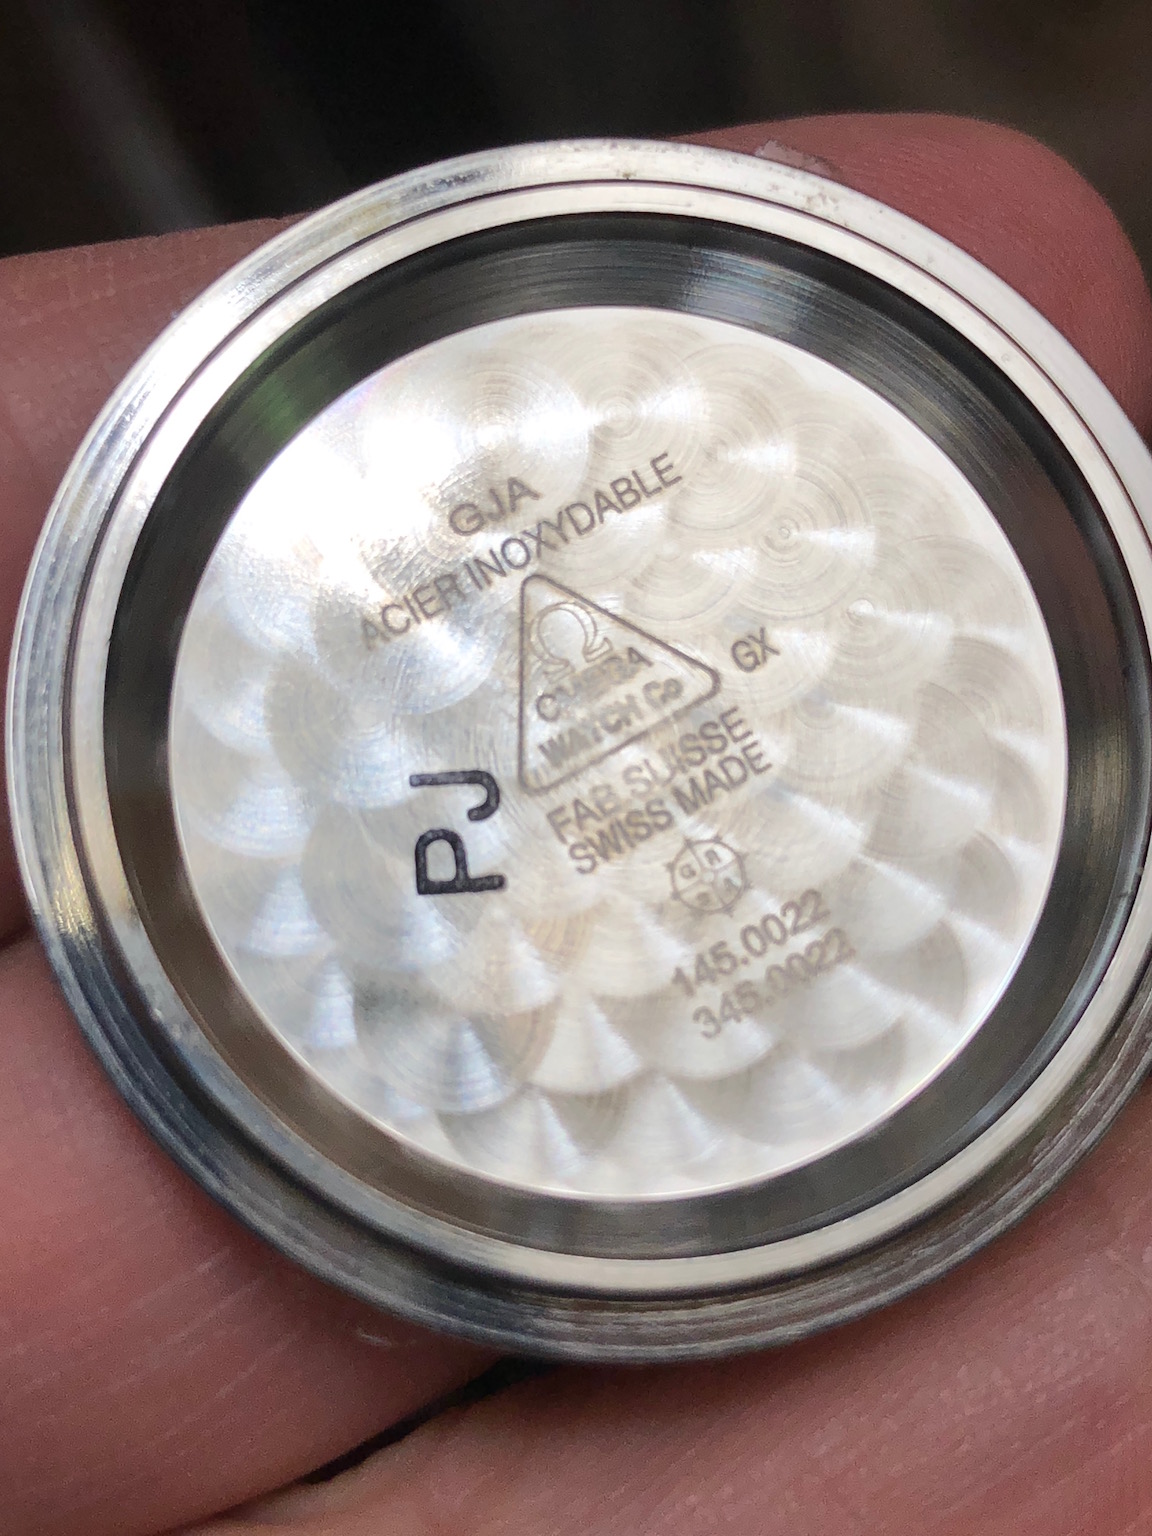 GJA
ACIER INOXYDABLE
Ω
OMEGA
WATCH Co
GX
FAB SUISSE
SWISS MADE
145.0022
345.0022
PJ